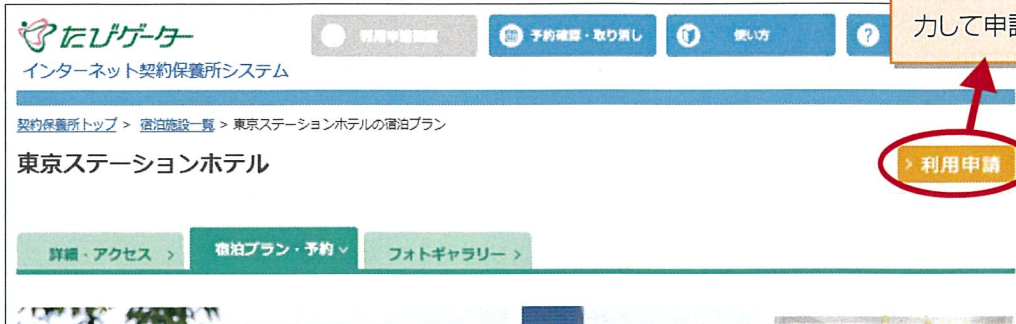 たびゲーター
インターネット契約保養所システム
予約確認・取り消し
使い方
?
力して申請
契約保養所トップ > 宿泊施設一覧 > 東京ステーションホテルの宿泊プラン
東京ステーションホテル
> 利用申請
詳細・アクセス >
宿泊プラン・予約
フォトギャラリー >